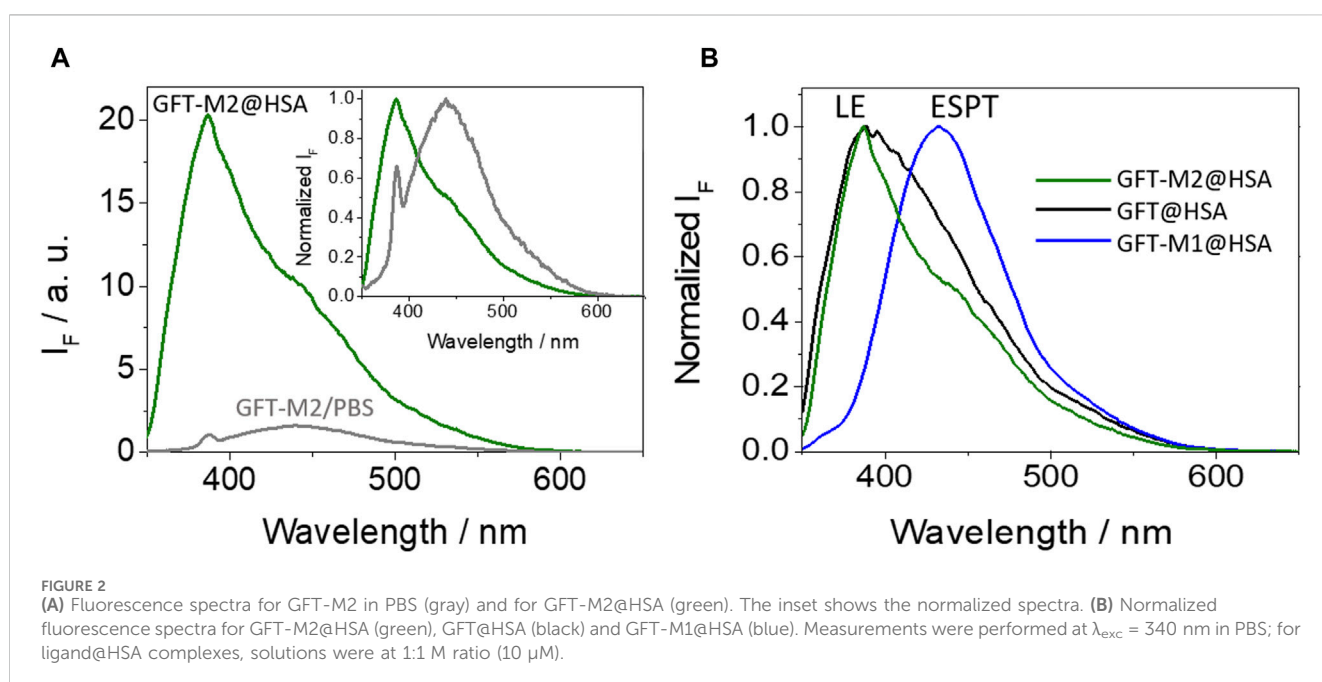 A
GFT-M2@HSA
20
15
10
5
0
I_F / a. u.
GFT-M2/PBS
400
500
600
Wavelength / nm
1.0
0.8
0.6
0.4
0.2
0.0
Normalized I_F
400
500
600
Wavelength / nm
B
LE
ESPT
1.0
0.8
0.6
0.4
0.2
0.0
Normalized I_F
GFT-M2@HSA
GFT@HSA
GFT-M1@HSA
400
500
600
Wavelength / nm
FIGURE 2
(A) Fluorescence spectra for GFT-M2 in PBS (gray) and for GFT-M2@HSA (green). The inset shows the normalized spectra. (B) Normalized
fluorescence spectra for GFT-M2@HSA (green), GFT@HSA (black) and GFT-M1@HSA (blue). Measurements were performed at λexc = 340 nm in PBS; for
ligand@HSA complexes, solutions were at 1:1 M ratio (10 μM).